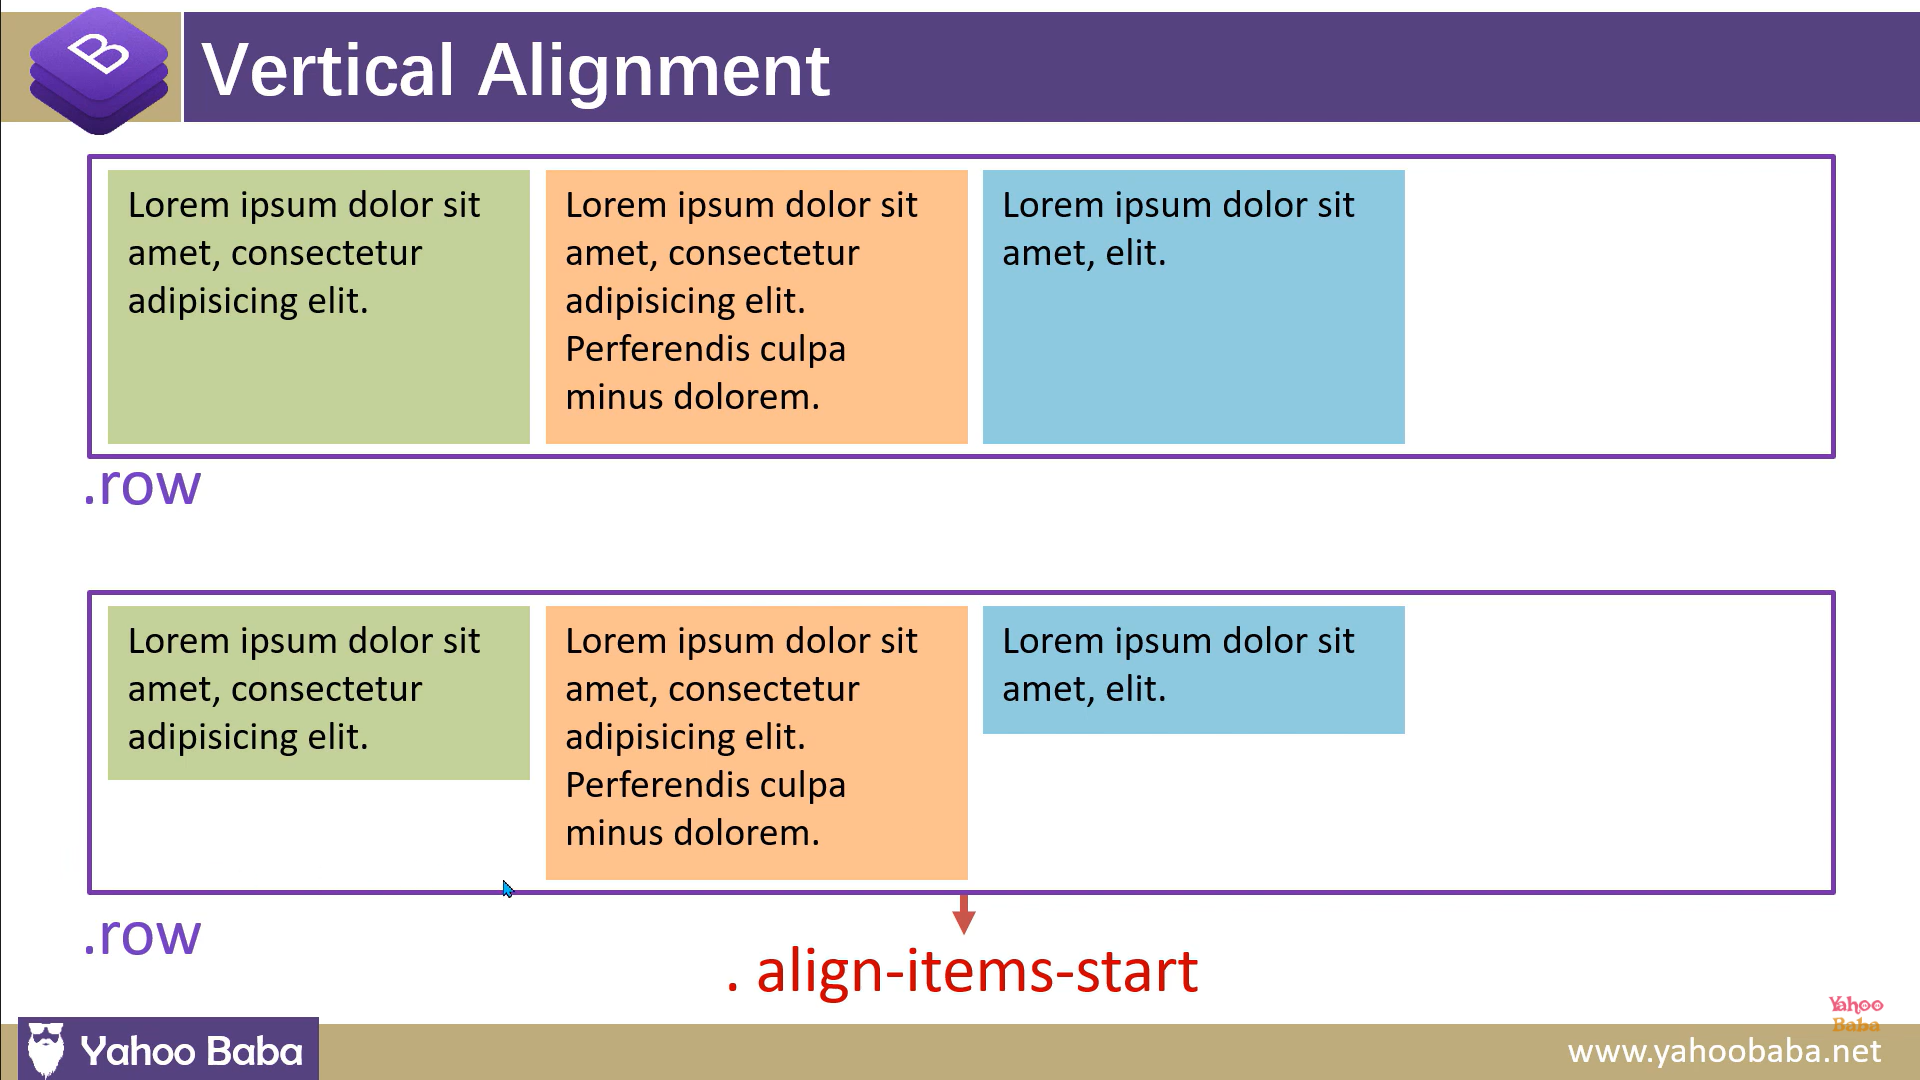 B
Vertical Alignment
Lorem ipsum dolor sit
amet, consectetur
adipisicing elit.
Lorem ipsum dolor sit
amet, consectetur
adipisicing elit.
Perferendis culpa
minus dolorem.
Lorem ipsum dolor sit
amet, elit.
.row
Lorem ipsum dolor sit
amet, consectetur
adipisicing elit.
Lorem ipsum dolor sit
amet, consectetur
adipisicing elit.
Perferendis culpa
minus dolorem.
Lorem ipsum dolor sit
amet, elit.
.row
. align-items-start
Yahoo
Baba
Yahoo Baba
www.yahoobaba.net